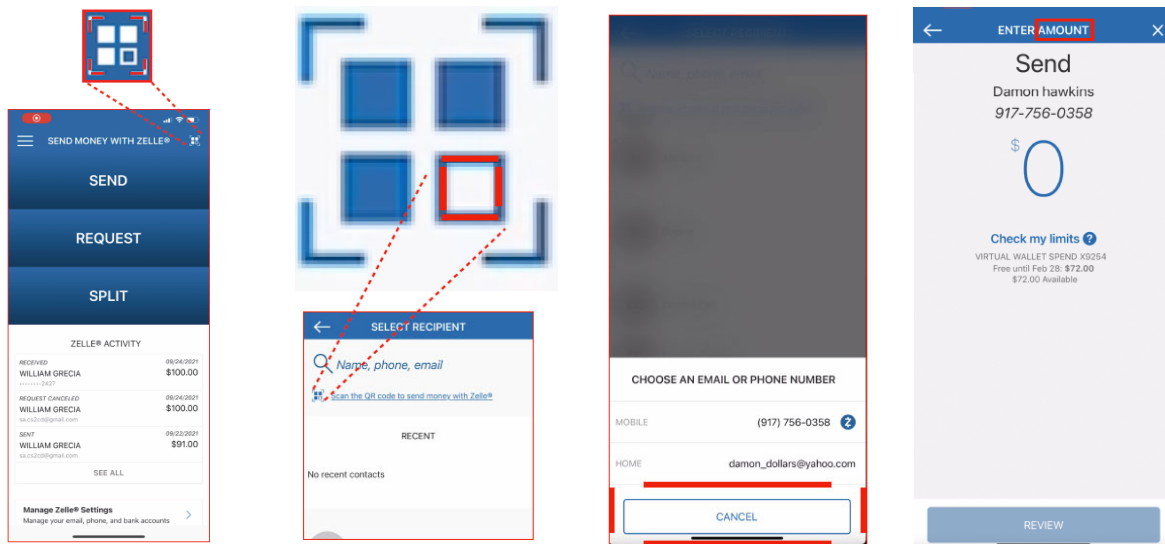 SEND MONEY WITH ZELLE®
SEND
REQUEST
SPLIT
ZELLE® ACTIVITY
RECEIVED 09/24/2021
WILLIAM GRECIA $100.00
2427
REQUEST CANCELED 09/24/2021
WILLIAM GRECIA $100.00
sa.cs2cd@gmail.com
SENT 09/22/2021
WILLIAM GRECIA $91.00
sa.cs2cd@gmail.com
SEE ALL
Manage Zelle® Settings
Manage your email, phone, and bank accounts
SELECT RECIPIENT
Name, phone, email
Scan the QR code to send money with Zelle®
RECENT
No recent contacts
CHOOSE AN EMAIL OR PHONE NUMBER
MOBILE (917) 756-0358
HOME damon_dollars@yahoo.com
CANCEL
ENTER AMOUNT
Send
Damon hawkins
917-756-0358
$0
Check my limits ?
VIRTUAL WALLET SPEND X9254
Free until Feb 28: $72.00
$72.00 Available
REVIEW